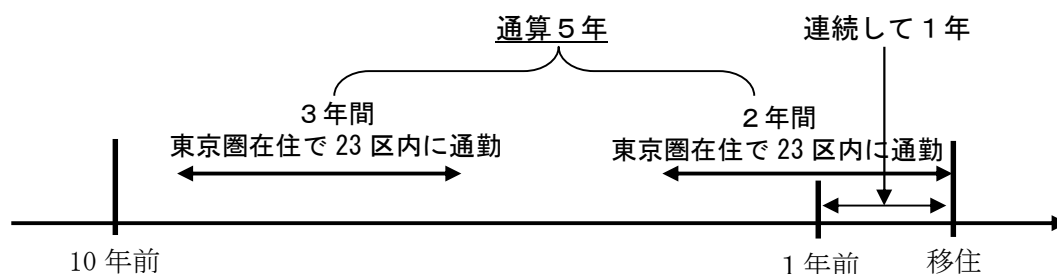 通算５年
連続して１年
３年間
東京圏在住で 23 区内に通勤
２年間
東京圏在住で 23 区内に通勤
10 年前
１年前
移住